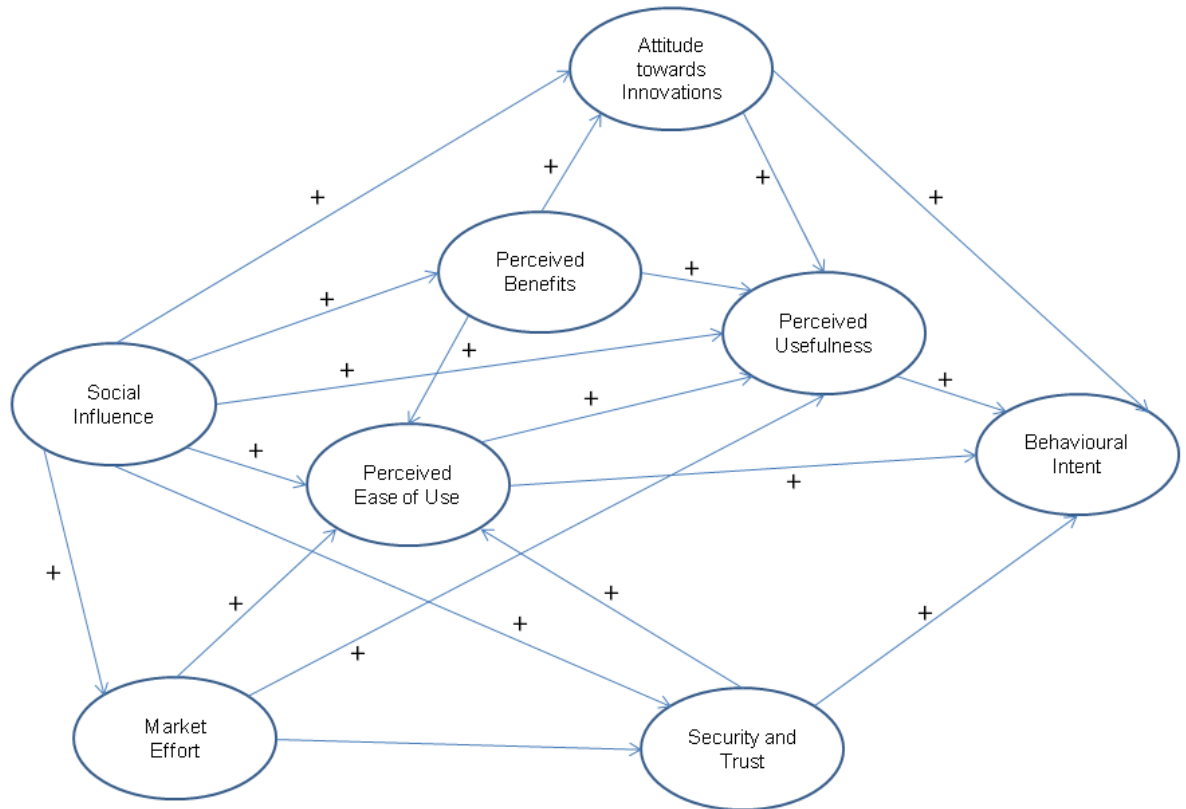 Attitude
towards
Innovations
+
+
+
+
Perceived
Benefits
+
+
Perceived
Usefulness
+
+
+
+
Social
Influence
+
Behavioural
Intent
Perceived
Ease of Use
+
+
+
+
+
+
+
Market
Effort
Security and
Trust